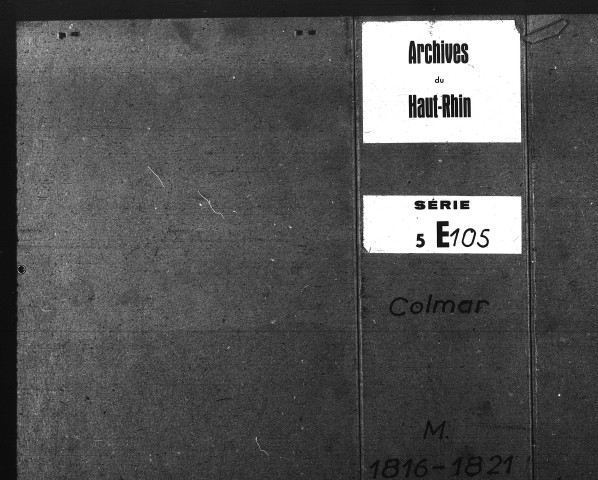 Archives
du
Haut-Rhin
SÉRIE
5 E105
Colmar
M.
1816-1821